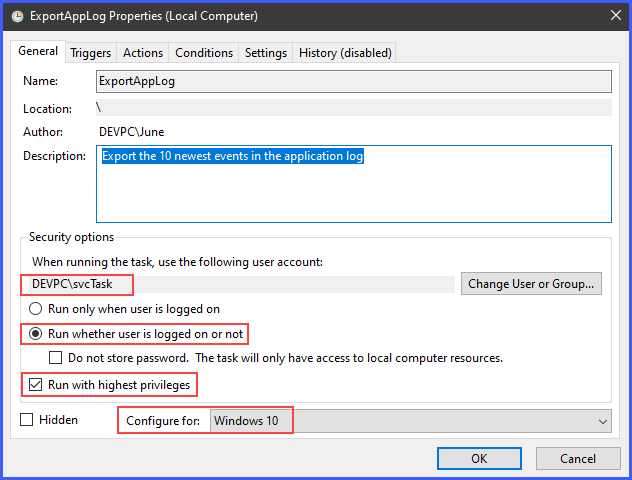 ExportAppLog Properties (Local Computer)
General Triggers Actions Conditions Settings History (disabled)
Name: ExportAppLog
Location: \
Author: DEVPC\June
Description: Export the 10 newest events in the application log
Security options
When running the task, use the following user account:
DEVPC\svcTask Change User or Group...
Run only when user is logged on
Run whether user is logged on or not
Do not store password. The task will only have access to local computer resources.
Run with highest privileges
Hidden Configure for: Windows 10
OK Cancel